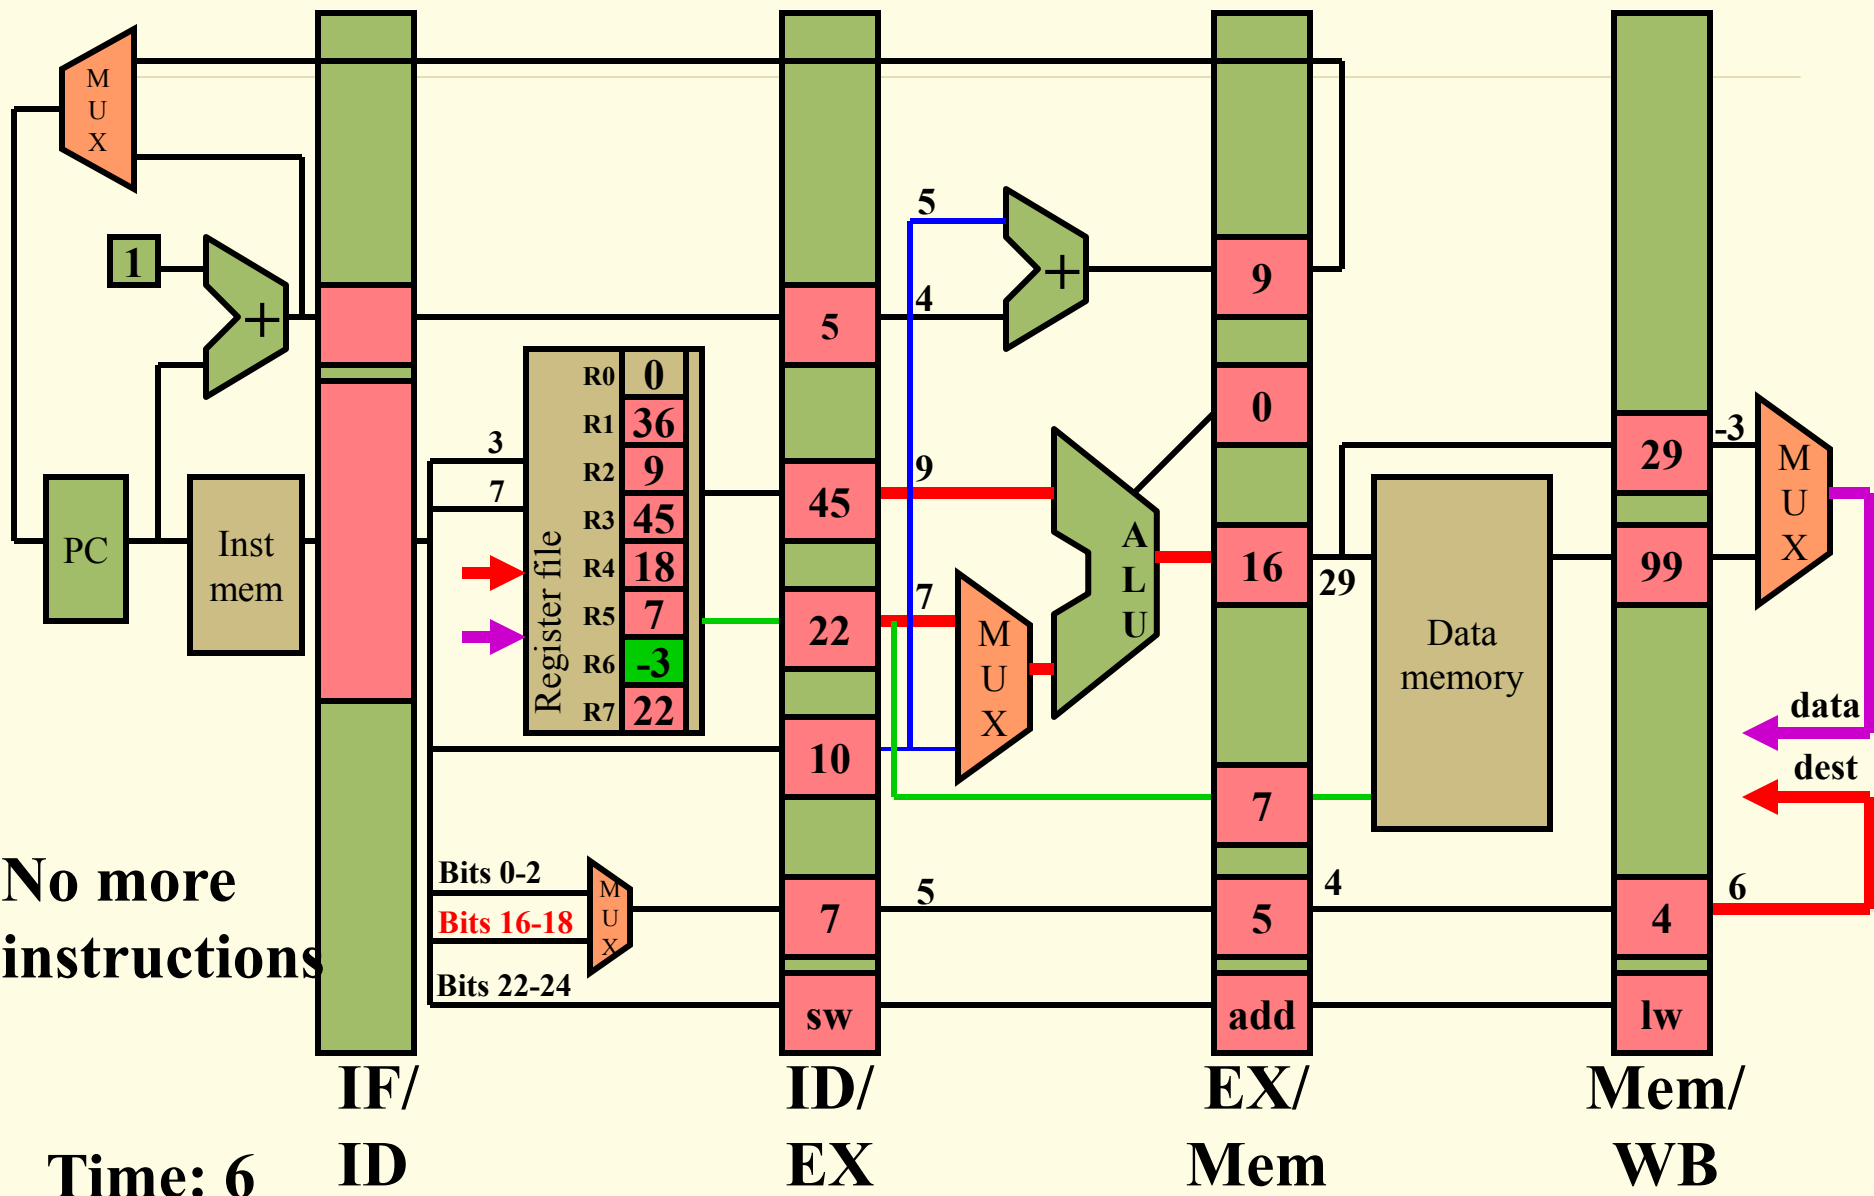 M
U
X
1
+
PC
Inst
mem
No more
instructions
Time: 6
IF/
ID
3
7
Register file
R0 0
R1 36
R2 9
R3 45
R4 18
R5 7
R6 -3
R7 22
Bits 0-2
Bits 16-18
Bits 22-24
M
U
X
5
45
22
10
7
sw
ID/
EX
5
4
9
7
5
+
M
U
X
A
L
U
9
0
16
7
5
add
EX/
Mem
29
4
Data
memory
29
99
4
lw
Mem/
WB
-3
6
M
U
X
data
dest